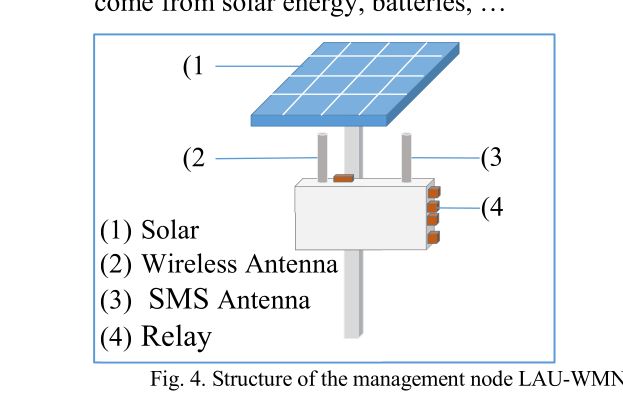 come from solar energy, batteries, …
(1
(2
(3
(4
(1) Solar
(2) Wireless Antenna
(3) SMS Antenna
(4) Relay
Fig. 4. Structure of the management node LAU-WMN